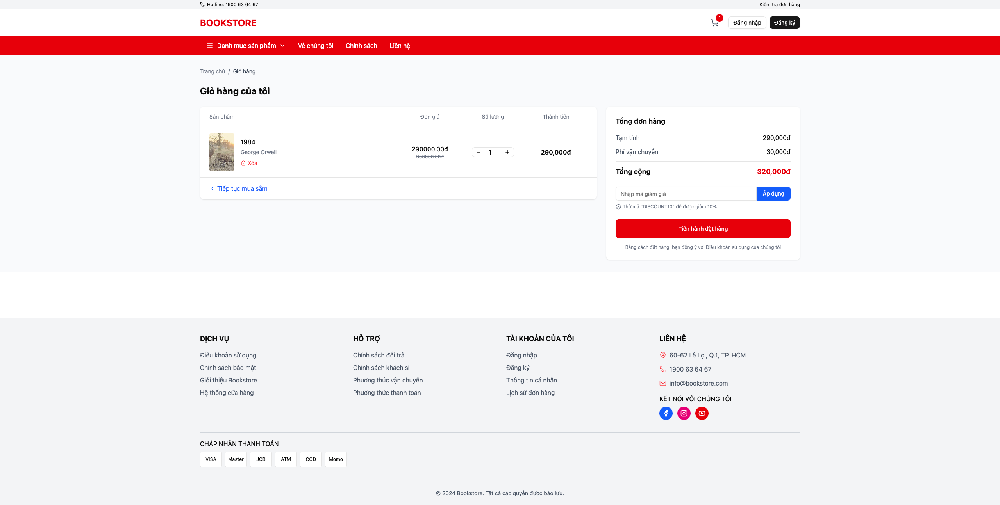 Hotline: 1900 63 64 67
Kiểm tra đơn hàng
BOOKSTORE
1
Đăng nhập
Đăng ký
Danh mục sản phẩm
Về chúng tôi
Chính sách
Liên hệ
Trang chủ / Giỏ hàng
Giỏ hàng của tôi
Sản phẩm
Đơn giá
Số lượng
Thành tiền
1984
George Orwell
Xóa
290000.00đ
350000.00đ
1
290,000đ
Tiếp tục mua sắm
Tổng đơn hàng
Tạm tính
290,000đ
Phí vận chuyển
30,000đ
Tổng cộng
320,000đ
Nhập mã giảm giá
Áp dụng
Thử mã "DISCOUNT10" để được giảm 10%
Tiến hành đặt hàng
Bằng cách đặt hàng, bạn đồng ý với Điều khoản sử dụng của chúng tôi
DỊCH VỤ
Điều khoản sử dụng
Chính sách bảo mật
Giới thiệu Bookstore
Hệ thống cửa hàng
HỖ TRỢ
Chính sách đổi trả
Chính sách khách sỉ
Phương thức vận chuyển
Phương thức thanh toán
TÀI KHOẢN CỦA TÔI
Đăng nhập
Đăng ký
Thông tin cá nhân
Lịch sử đơn hàng
LIÊN HỆ
60-62 Lê Lợi, Q.1, TP. HCM
1900 63 64 67
info@bookstore.com
KẾT NỐI VỚI CHÚNG TÔI
CHẤP NHẬN THANH TOÁN
VISA
Master
JCB
ATM
COD
Momo
© 2024 Bookstore. Tất cả các quyền được bảo lưu.